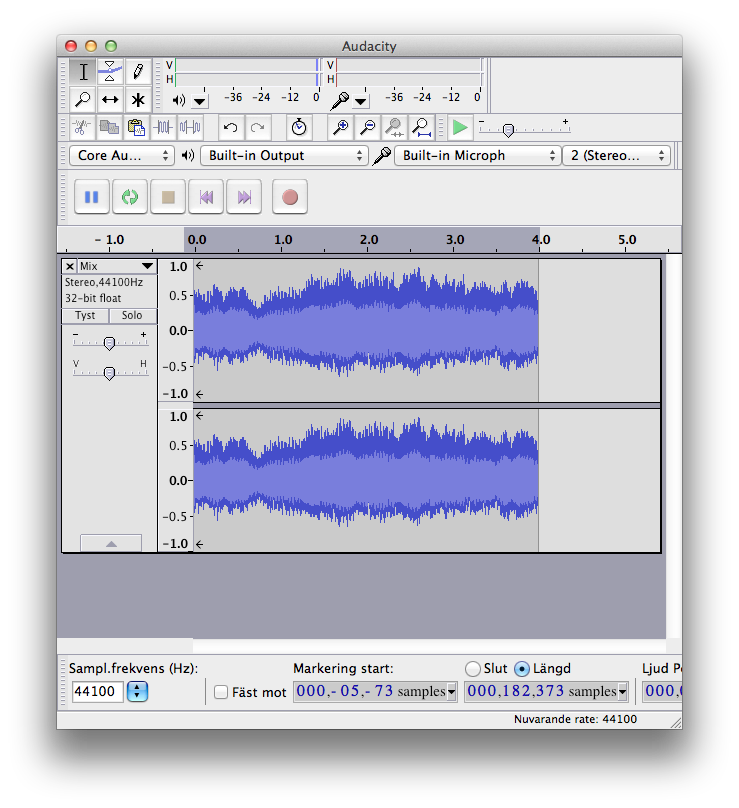 Audacity
V
H
-36 -24 -12 0
V
H
-36 -24 -12 0
- +
Core Au...
Built-in Output
Built-in Microph
2 (Stereo...
- 1.0 0.0 1.0 2.0 3.0 4.0 5.0
Mix
Stereo,44100Hz
32-bit float
Tyst Solo
- +
V H
1.0
0.5
0.0-
-0.5
-1.0
1.0
0.5
0.0-
-0.5
-1.0
Sampl.frekvens (Hz):
44100
Fäst mot
Markering start:
000,- 05,- 73 samples
Slut Längd
000,182,373 samples
Ljud
000,
Nuvarande rate: 44100